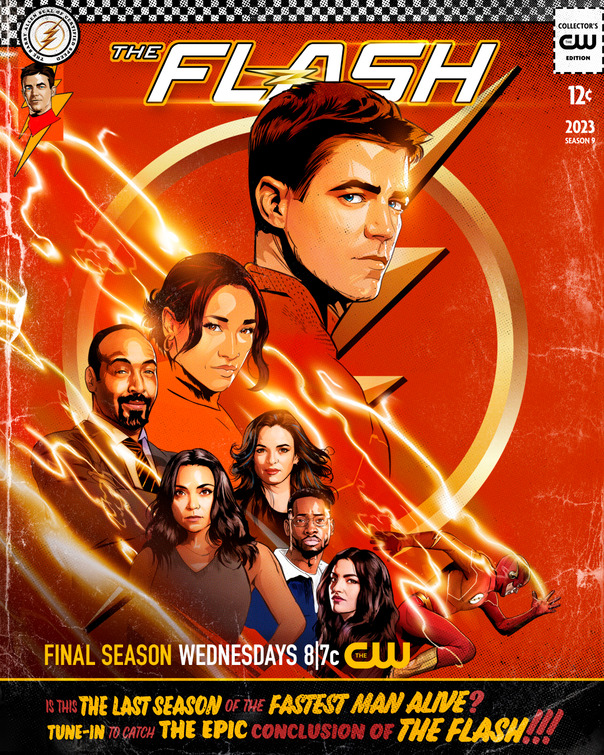 COLLECTOR'S
THE CW
EDITION
THE FLASH
12¢
2023
SEASON 9
FINAL SEASON WEDNESDAYS 8|7c THE CW
IS THIS THE LAST SEASON OF THE FASTEST MAN ALIVE?
TUNE-IN TO CATCH THE EPIC CONCLUSION OF THE FLASH!!!